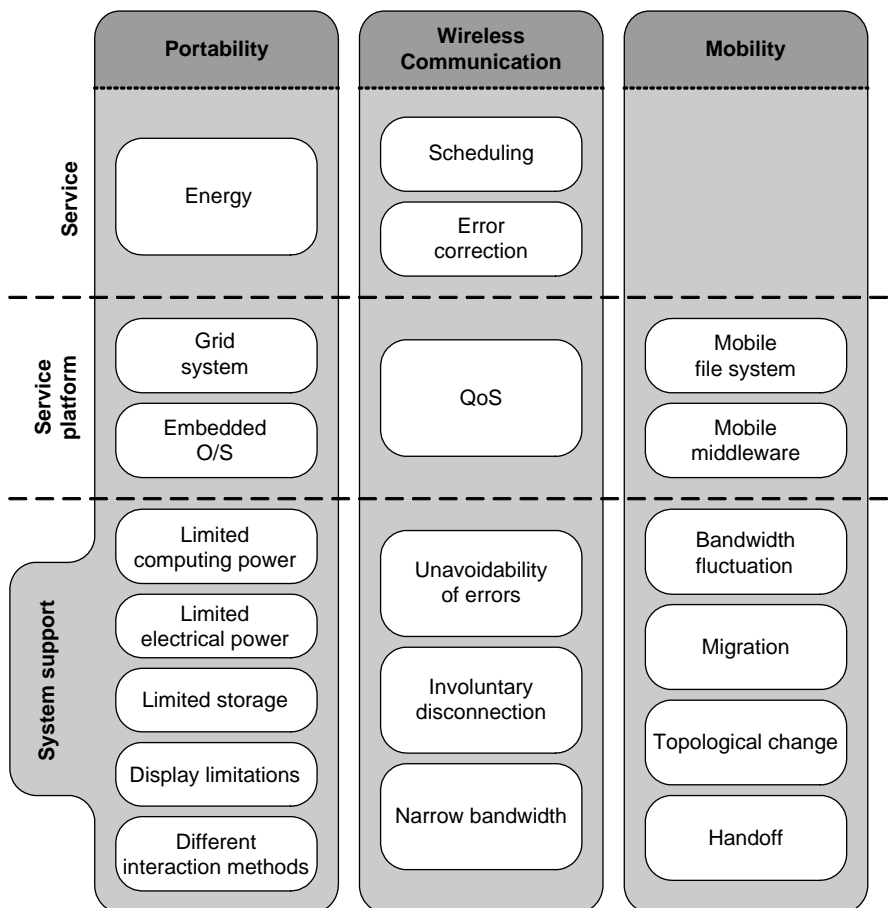 Portability
Wireless
Communication
Mobility
Service
Energy
Scheduling
Error
correction
Service
platform
Grid
system
Embedded
O/S
QoS
Mobile
file system
Mobile
middleware
System support
Limited
computing power
Limited
electrical power
Limited storage
Display limitations
Different
interaction methods
Unavoidability
of errors
Involuntary
disconnection
Narrow bandwidth
Bandwidth
fluctuation
Migration
Topological change
Handoff